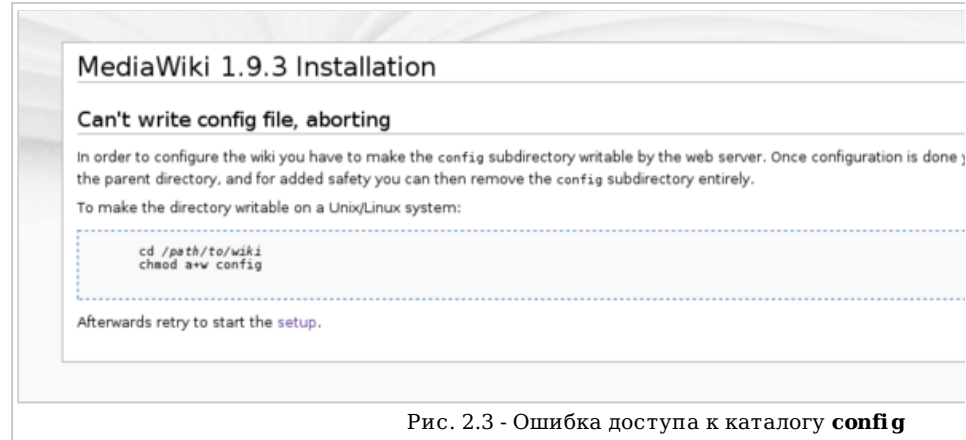 MediaWiki 1.9.3 Installation
Can't write config file, aborting
In order to configure the wiki you have to make the config subdirectory writable by the web server. Once configuration is done
the parent directory, and for added safety you can then remove the config subdirectory entirely.
To make the directory writable on a Unix/Linux system:
cd /path/to/wiki
chmod a+w config
Afterwards retry to start the setup.
Рис. 2.3 - Ошибка доступа к каталогу config